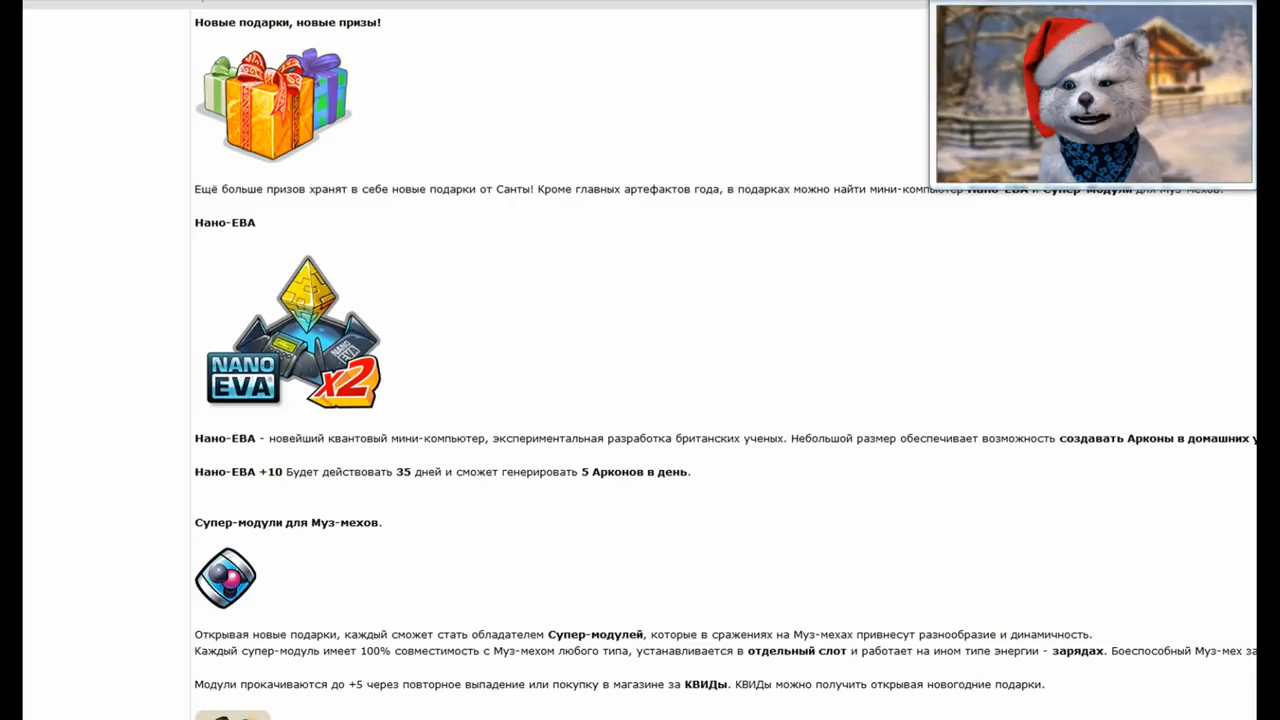 Новые подарки, новые призы!
Ещё больше призов хранят в себе новые подарки от Санты! Кроме главных артефактов года, в подарках можно найти мини-компьютер Нано-ЕВА и Супер-модули для Муз-мехов!
Нано-ЕВА
NANO
EVA
NANO
EVA
x2
Нано-ЕВА - новейший квантовый мини-компьютер, экспериментальная разработка британских ученых. Небольшой размер обеспечивает возможность создавать Арконы в домашних у
Нано-ЕВА +10 Будет действовать 35 дней и сможет генерировать 5 Арконов в день.
Супер-модули для Муз-мехов.
Открывая новые подарки, каждый сможет стать обладателем Супер-модулей, которые в сражениях на Муз-мехах привнесут разнообразие и динамичность.
Каждый супер-модуль имеет 100% совместимость с Муз-мехом любого типа, устанавливается в отдельный слот и работает на ином типе энергии - зарядах. Боеспособный Муз-мех за
Модули прокачиваются до +5 через повторное выпадение или покупку в магазине за КВИДы. КВИДы можно получить открывая новогодние подарки.